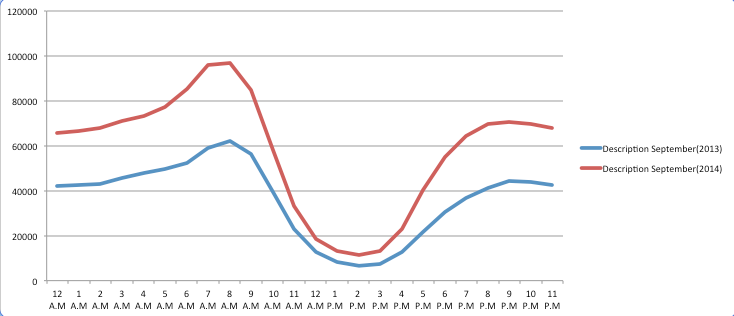 120000
100000
80000
60000
40000
20000
0
12 1 2 3 4 5 6 7 8 9 10 11 12 1 2 3 4 5 6 7 8 9 10 11
A.M A.M A.M A.M A.M A.M A.M A.M A.M A.M A.M A.M A.M P.M P.M P.M P.M P.M P.M P.M P.M P.M P.M P.M
Description September(2013)
Description September(2014)